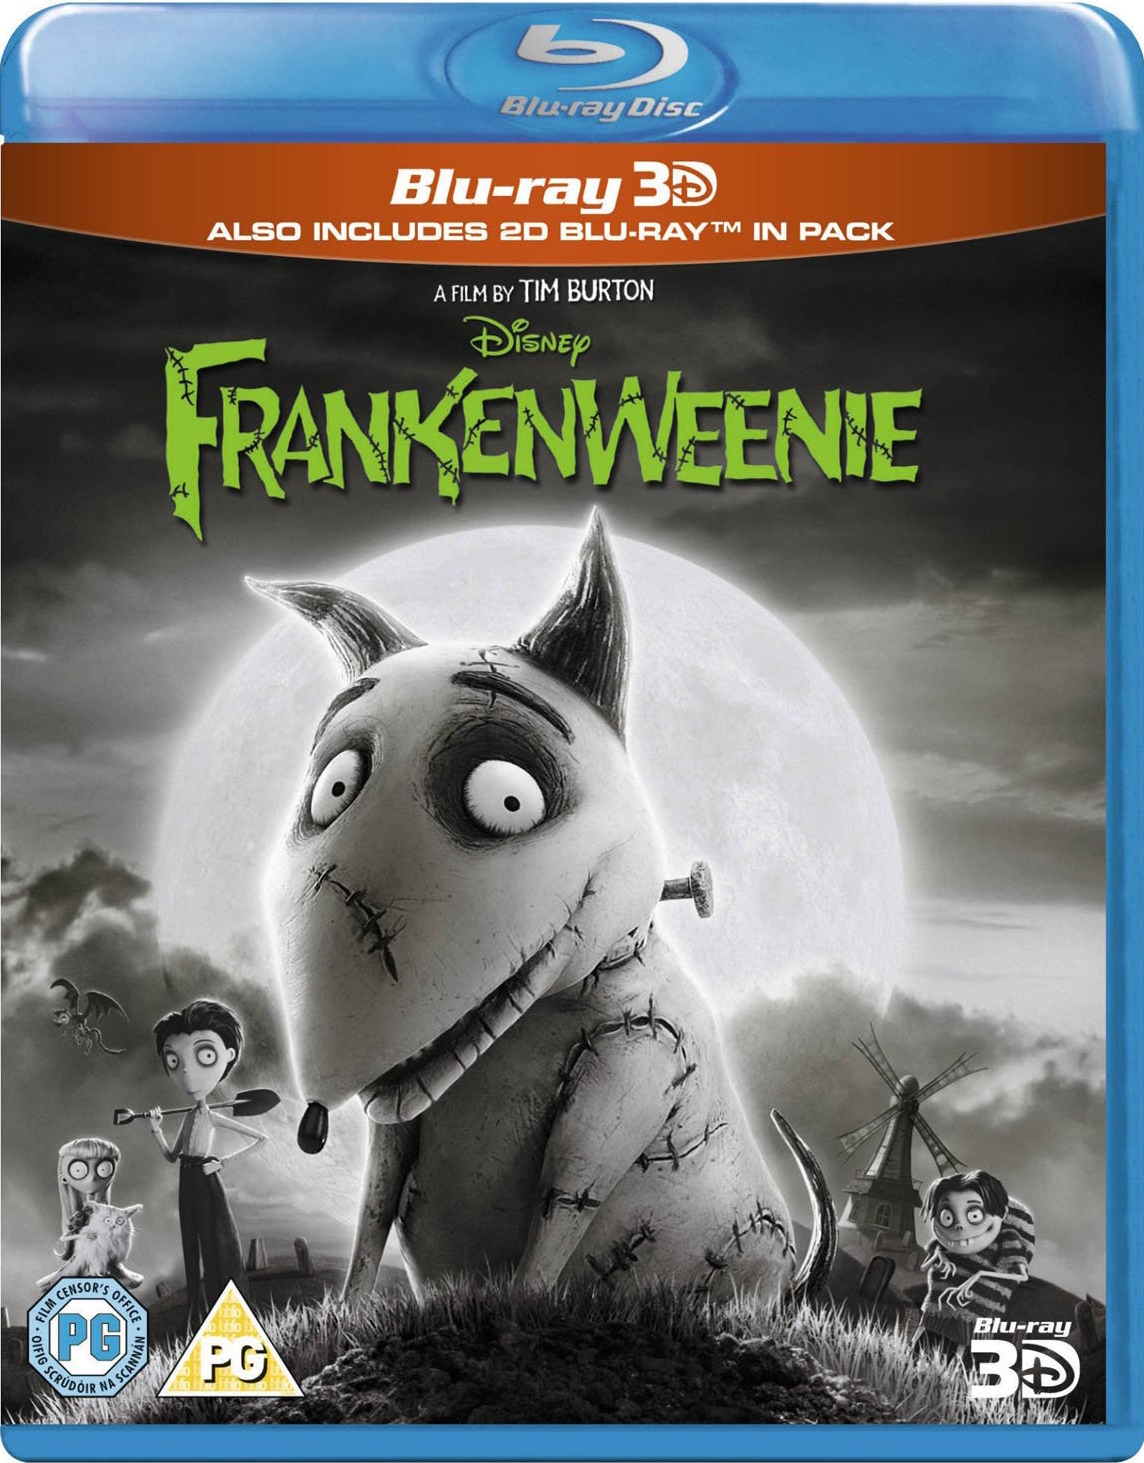 Blu-ray Disc
Blu-ray 3D
ALSO INCLUDES 2D BLU-RAY™ IN PACK
A FILM BY TIM BURTON
DISNEY
FRANKENWEENIE
FILM CENSOR'S OFFICE
PG
OIFIG SCRÚDÓIR NA SCANNÁN
PG
Blu-ray
3D